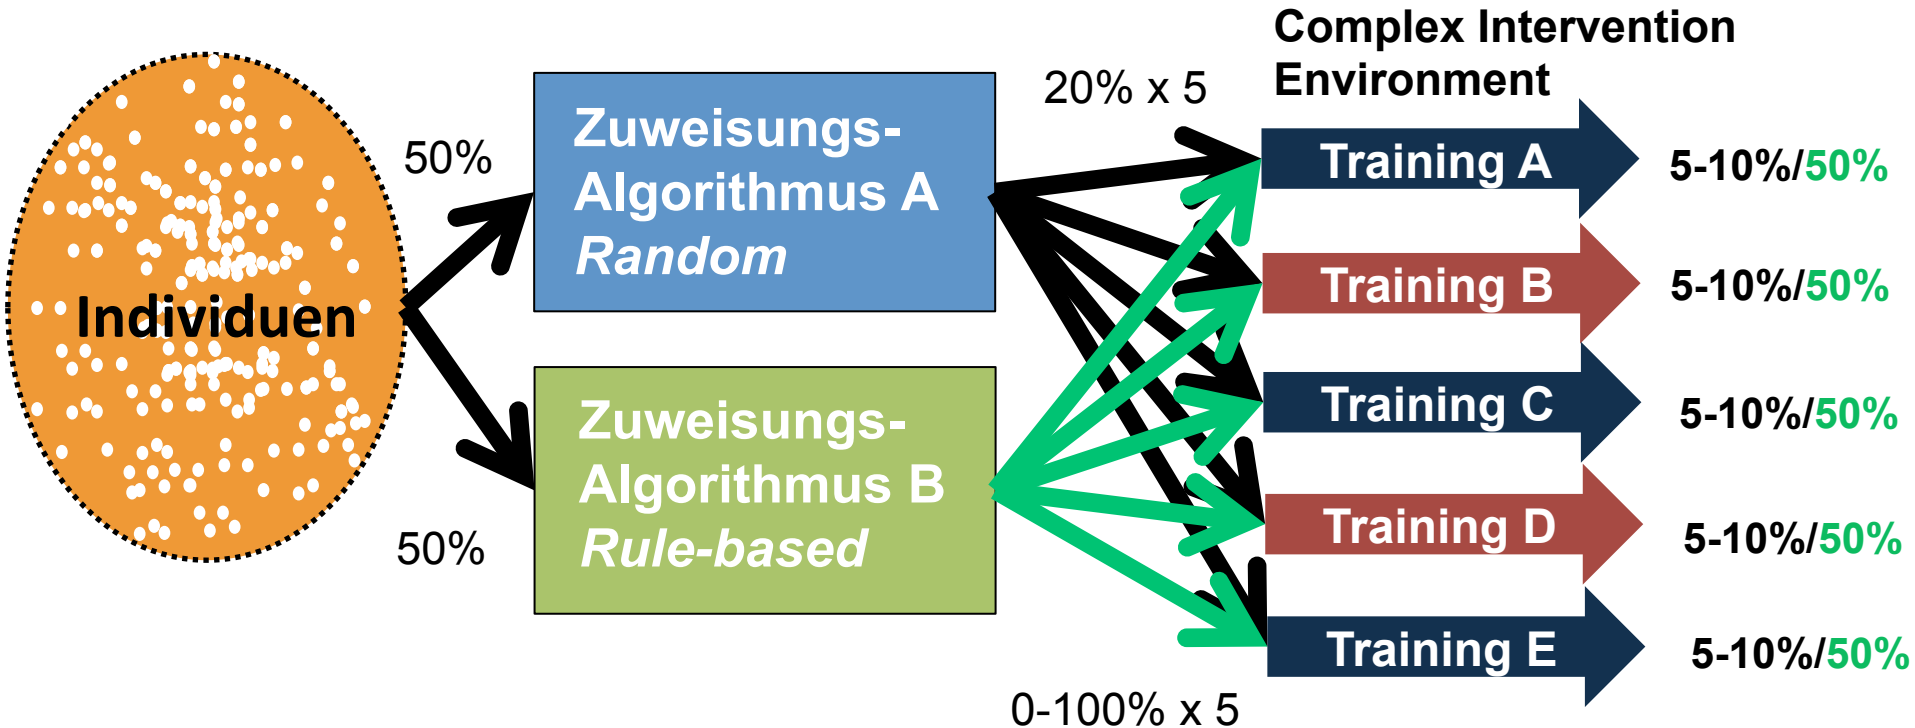 Complex Intervention
Environment
Individuen
50%
50%
Zuweisungs-
Algorithmus A
Random
Zuweisungs-
Algorithmus B
Rule-based
20% x 5
0-100% x 5
Training A
5-10%/50%
Training B
5-10%/50%
Training C
5-10%/50%
Training D
5-10%/50%
Training E
5-10%/50%